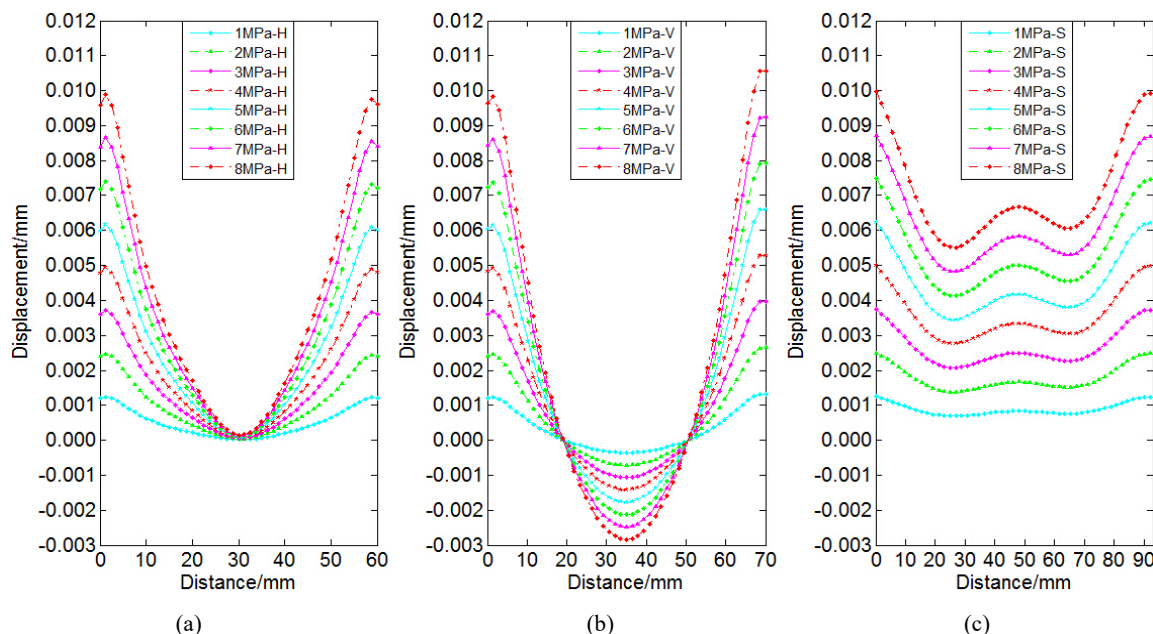 0.012
0.011
0.010
0.009
0.008
0.007
0.006
0.005
0.004
0.003
0.002
0.001
0.000
-0.001
-0.002
-0.003
Displacement/mm
1MPa-H
2MPa-H
3MPa-H
4MPa-H
5MPa-H
6MPa-H
7MPa-H
8MPa-H
0 10 20 30 40 50 60
Distance/mm
(a)
0.012
0.011
0.010
0.009
0.008
0.007
0.006
0.005
0.004
0.003
0.002
0.001
0.000
-0.001
-0.002
-0.003
Displacement/mm
1MPa-V
2MPa-V
3MPa-V
4MPa-V
5MPa-V
6MPa-V
7MPa-V
8MPa-V
0 10 20 30 40 50 60 70
Distance/mm
(b)
0.012
0.011
0.010
0.009
0.008
0.007
0.006
0.005
0.004
0.003
0.002
0.001
0.000
-0.001
-0.002
-0.003
Displacement/mm
1MPa-S
2MPa-S
3MPa-S
4MPa-S
5MPa-S
6MPa-S
7MPa-S
8MPa-S
0 10 20 30 40 50 60 70 80 90
Distance/mm
(c)